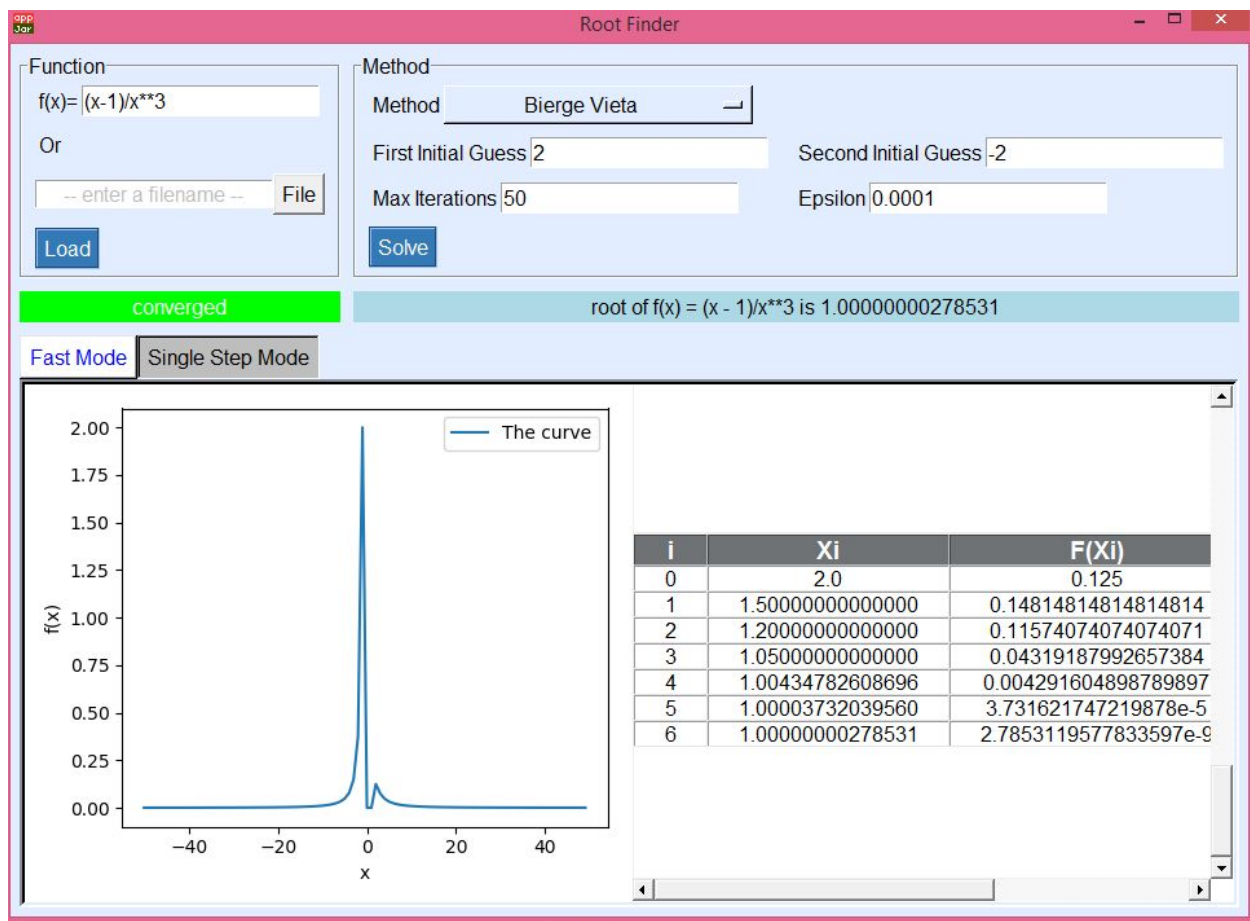 app
Jar
Root Finder
Function
f(x)= (x-1)/x**3
Or
-- enter a filename -- File
Load
Method
Method Bierge Vieta
First Initial Guess 2 Second Initial Guess -2
Max Iterations 50 Epsilon 0.0001
Solve
converged
root of f(x) = (x - 1)/x**3 is 1.00000000278531
Fast Mode Single Step Mode
The curve
2.00
1.75
1.50
1.25
1.00
0.75
0.50
0.25
0.00
f(x)
−40 −20 0 20 40
x
i Xi F(Xi)
0 2.0 0.125
1 1.50000000000000 0.14814814814814
2 1.20000000000000 0.11574074074074071
3 1.05000000000000 0.04319187992657384
4 1.00434782608696 0.004291604898789897
5 1.00003732039560 3.731621747219878e-5
6 1.00000000278531 2.7853119577833597e-9